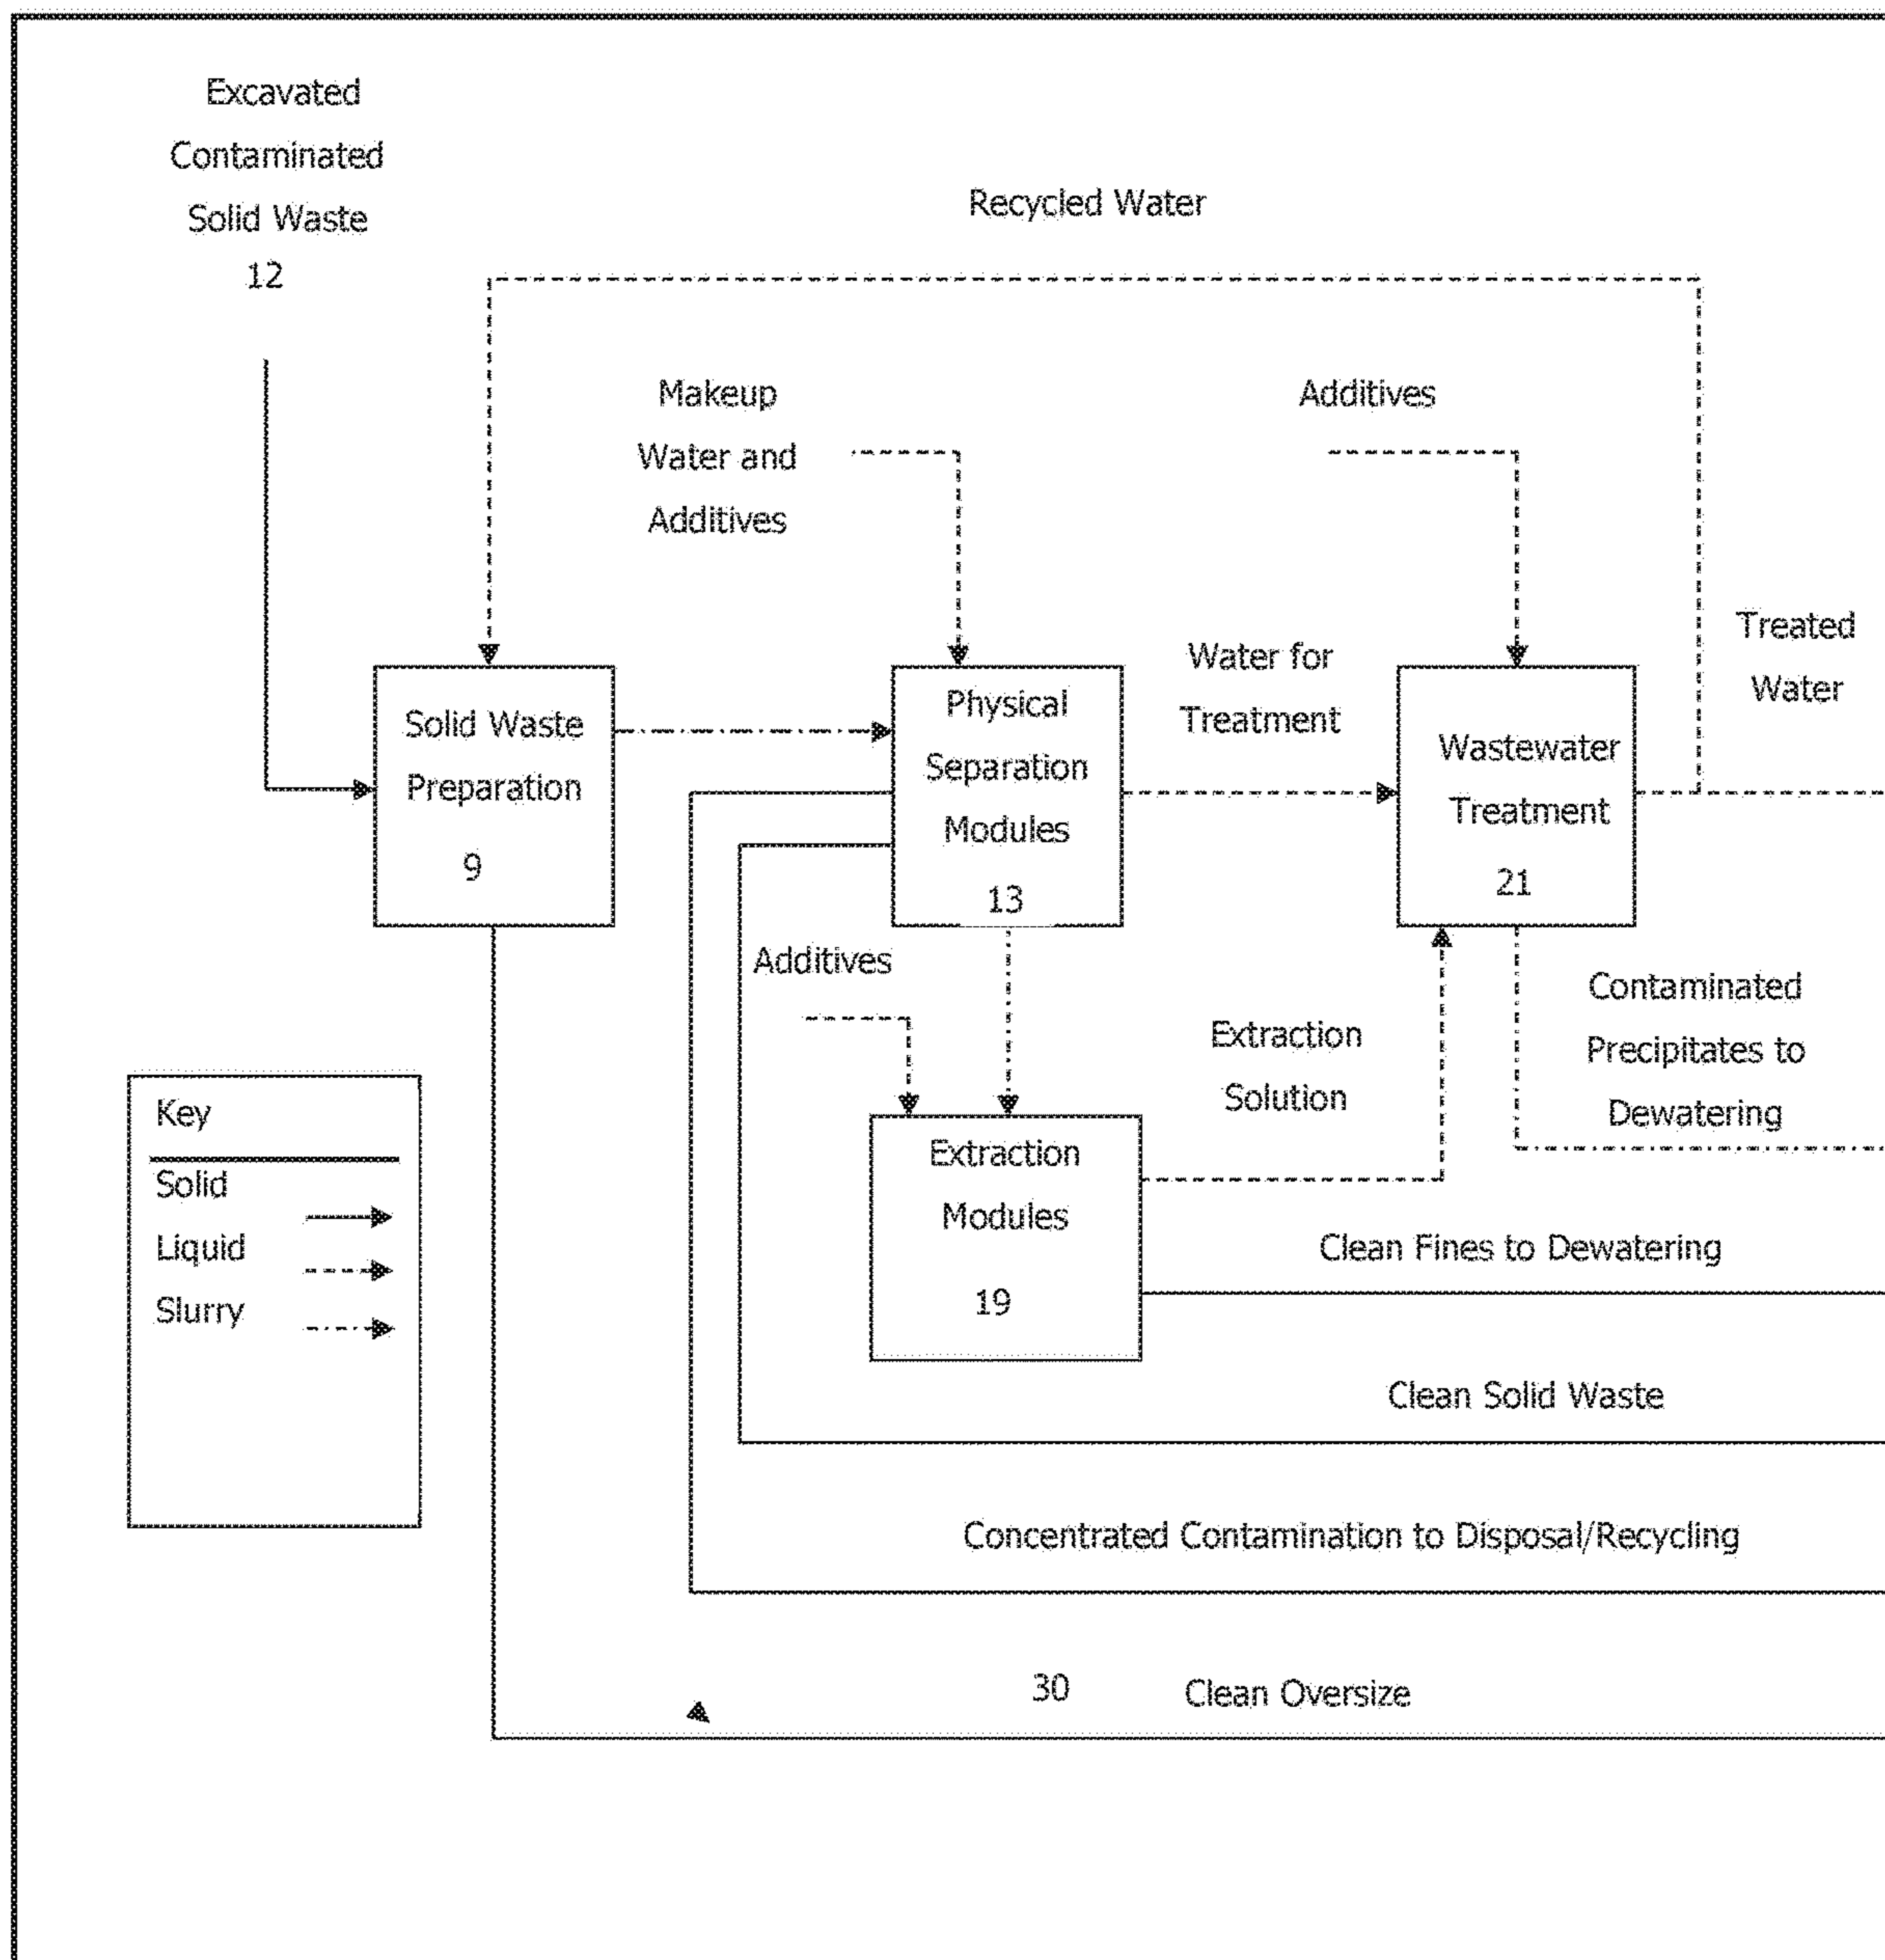 Excavated
Contaminated
Solid Waste
12
Recycled Water
Makeup
Water and
Additives
Additives
Treated
Water
Water for
Treatment
Solid Waste
Preparation
9
Physical
Separation
Modules
13
Wastewater
Treatment
21
Additives
Extraction
Solution
Contaminated
Precipitates to
Dewatering
Key
Solid
Liquid
Slurry
Extraction
Modules
19
Clean Fines to Dewatering
Clean Solid Waste
Concentrated Contamination to Disposal/Recycling
30
Clean Oversize